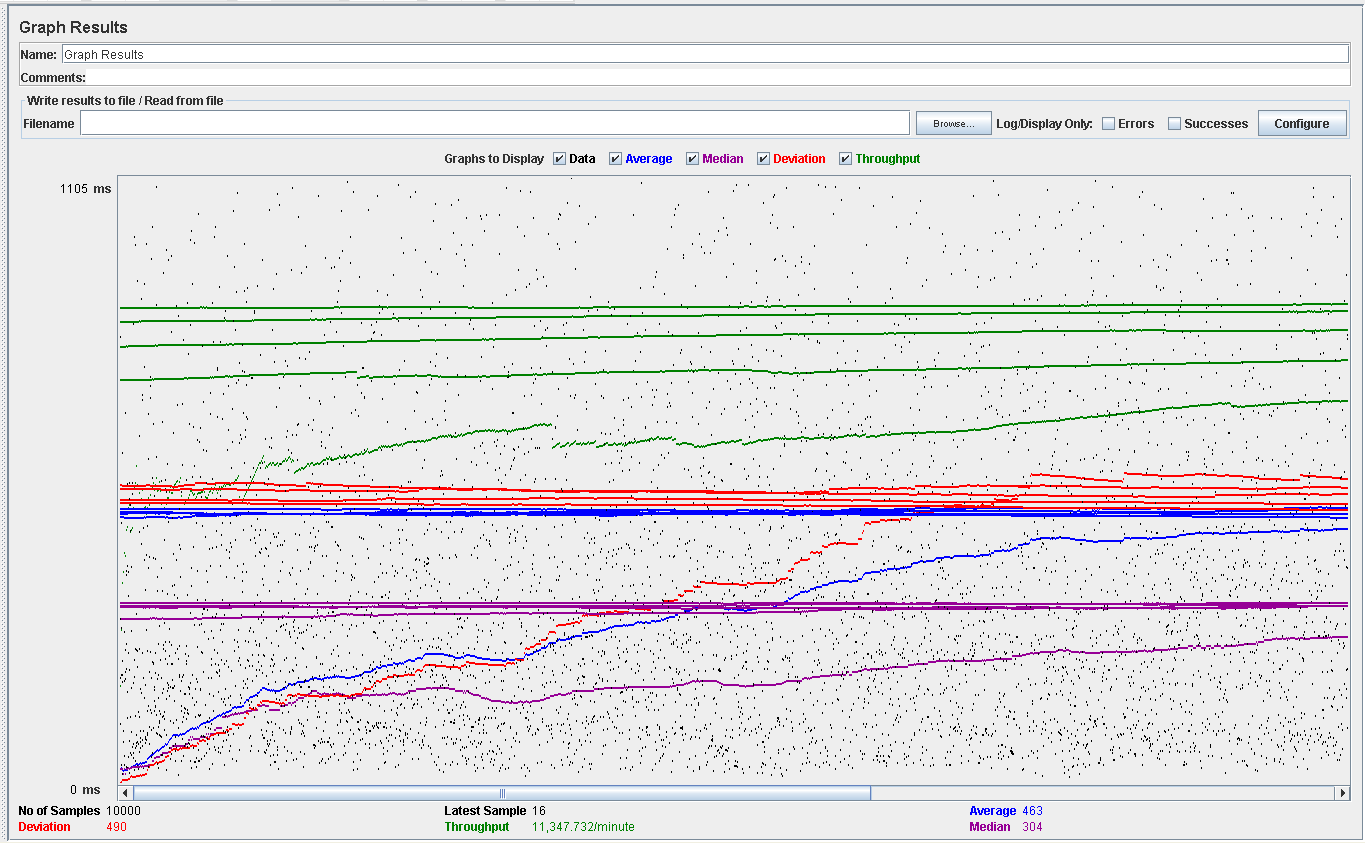 Graph Results
Name: Graph Results
Comments:
Write results to file / Read from file
Filename Browse... Log/Display Only: Errors Successes Configure
Graphs to Display Data Average Median Deviation Throughput
1105 ms
0 ms
No of Samples 10000 Latest Sample 16 Average 463
Deviation 490 Throughput 11,347.732/minute Median 304